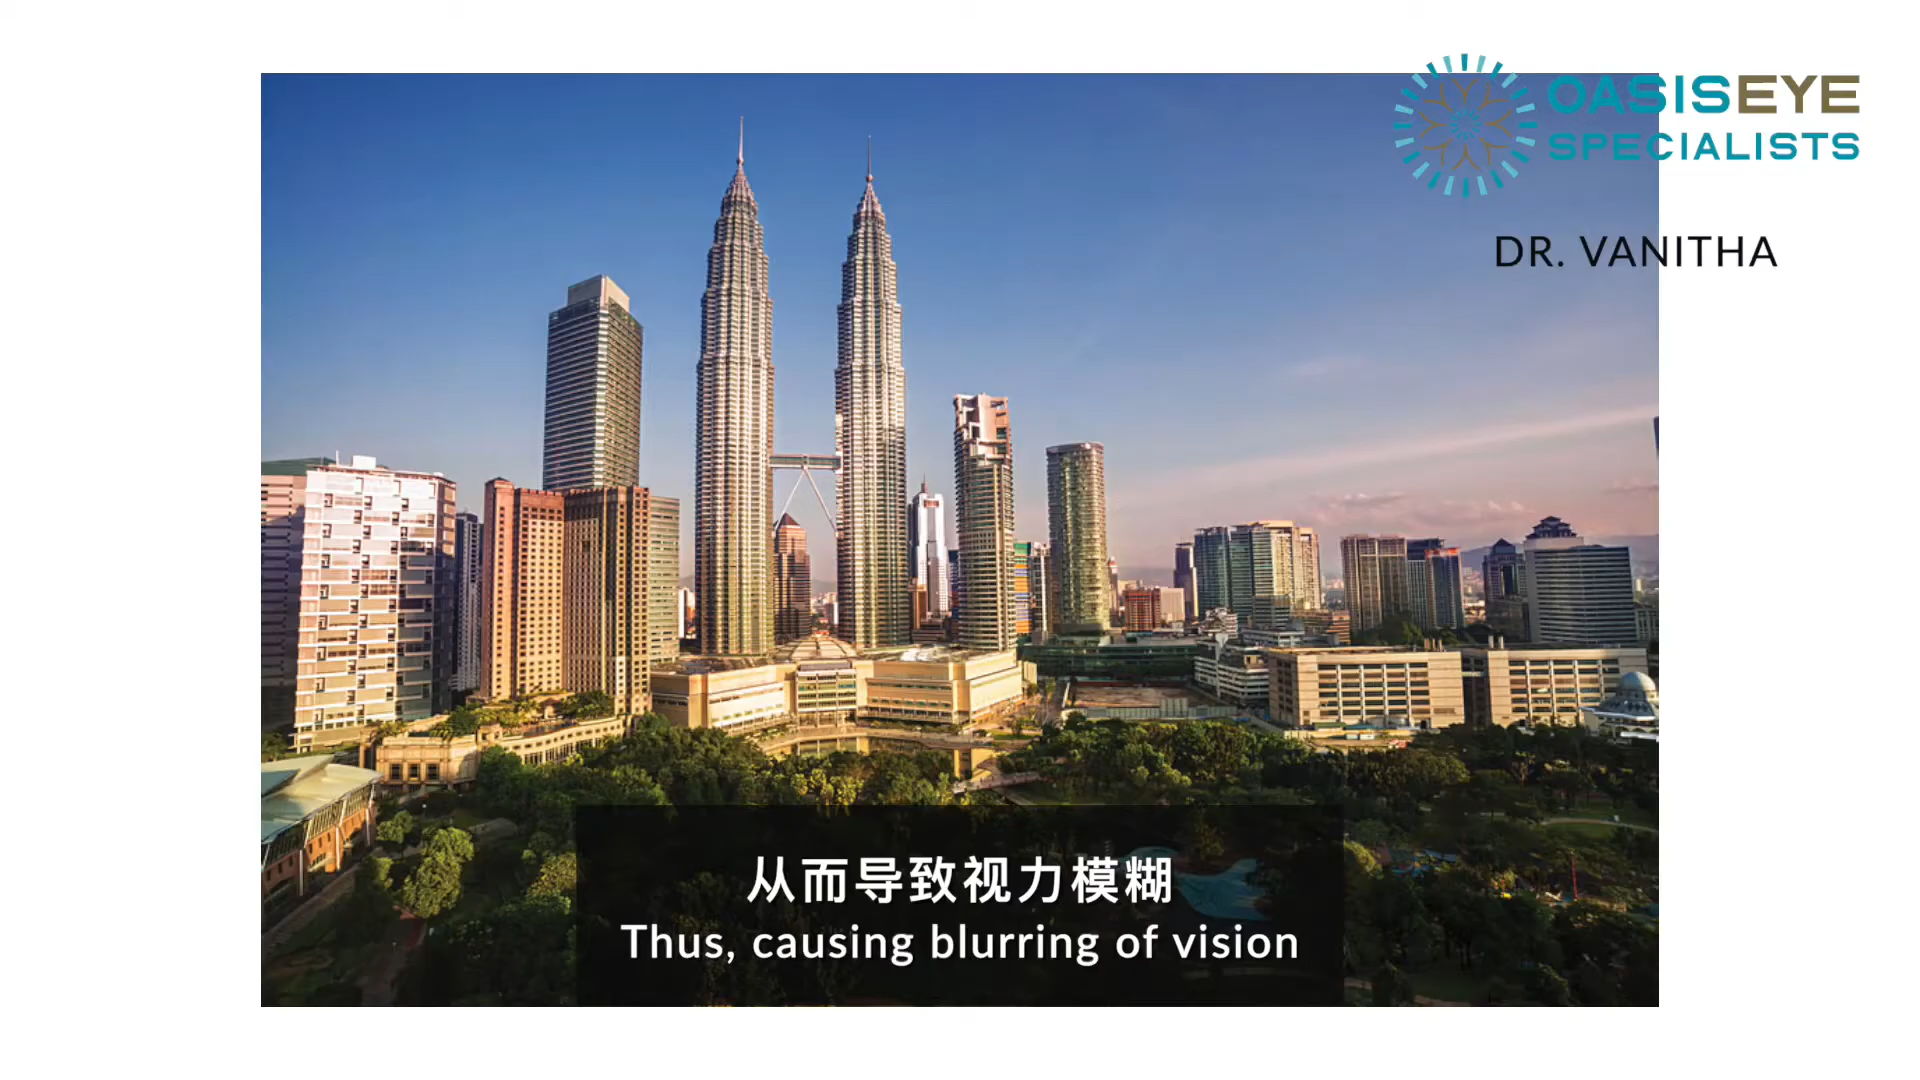 OASISEYE
SPECIALISTS
DR. VANITHA
从而导致视力模糊
Thus, causing blurring of vision